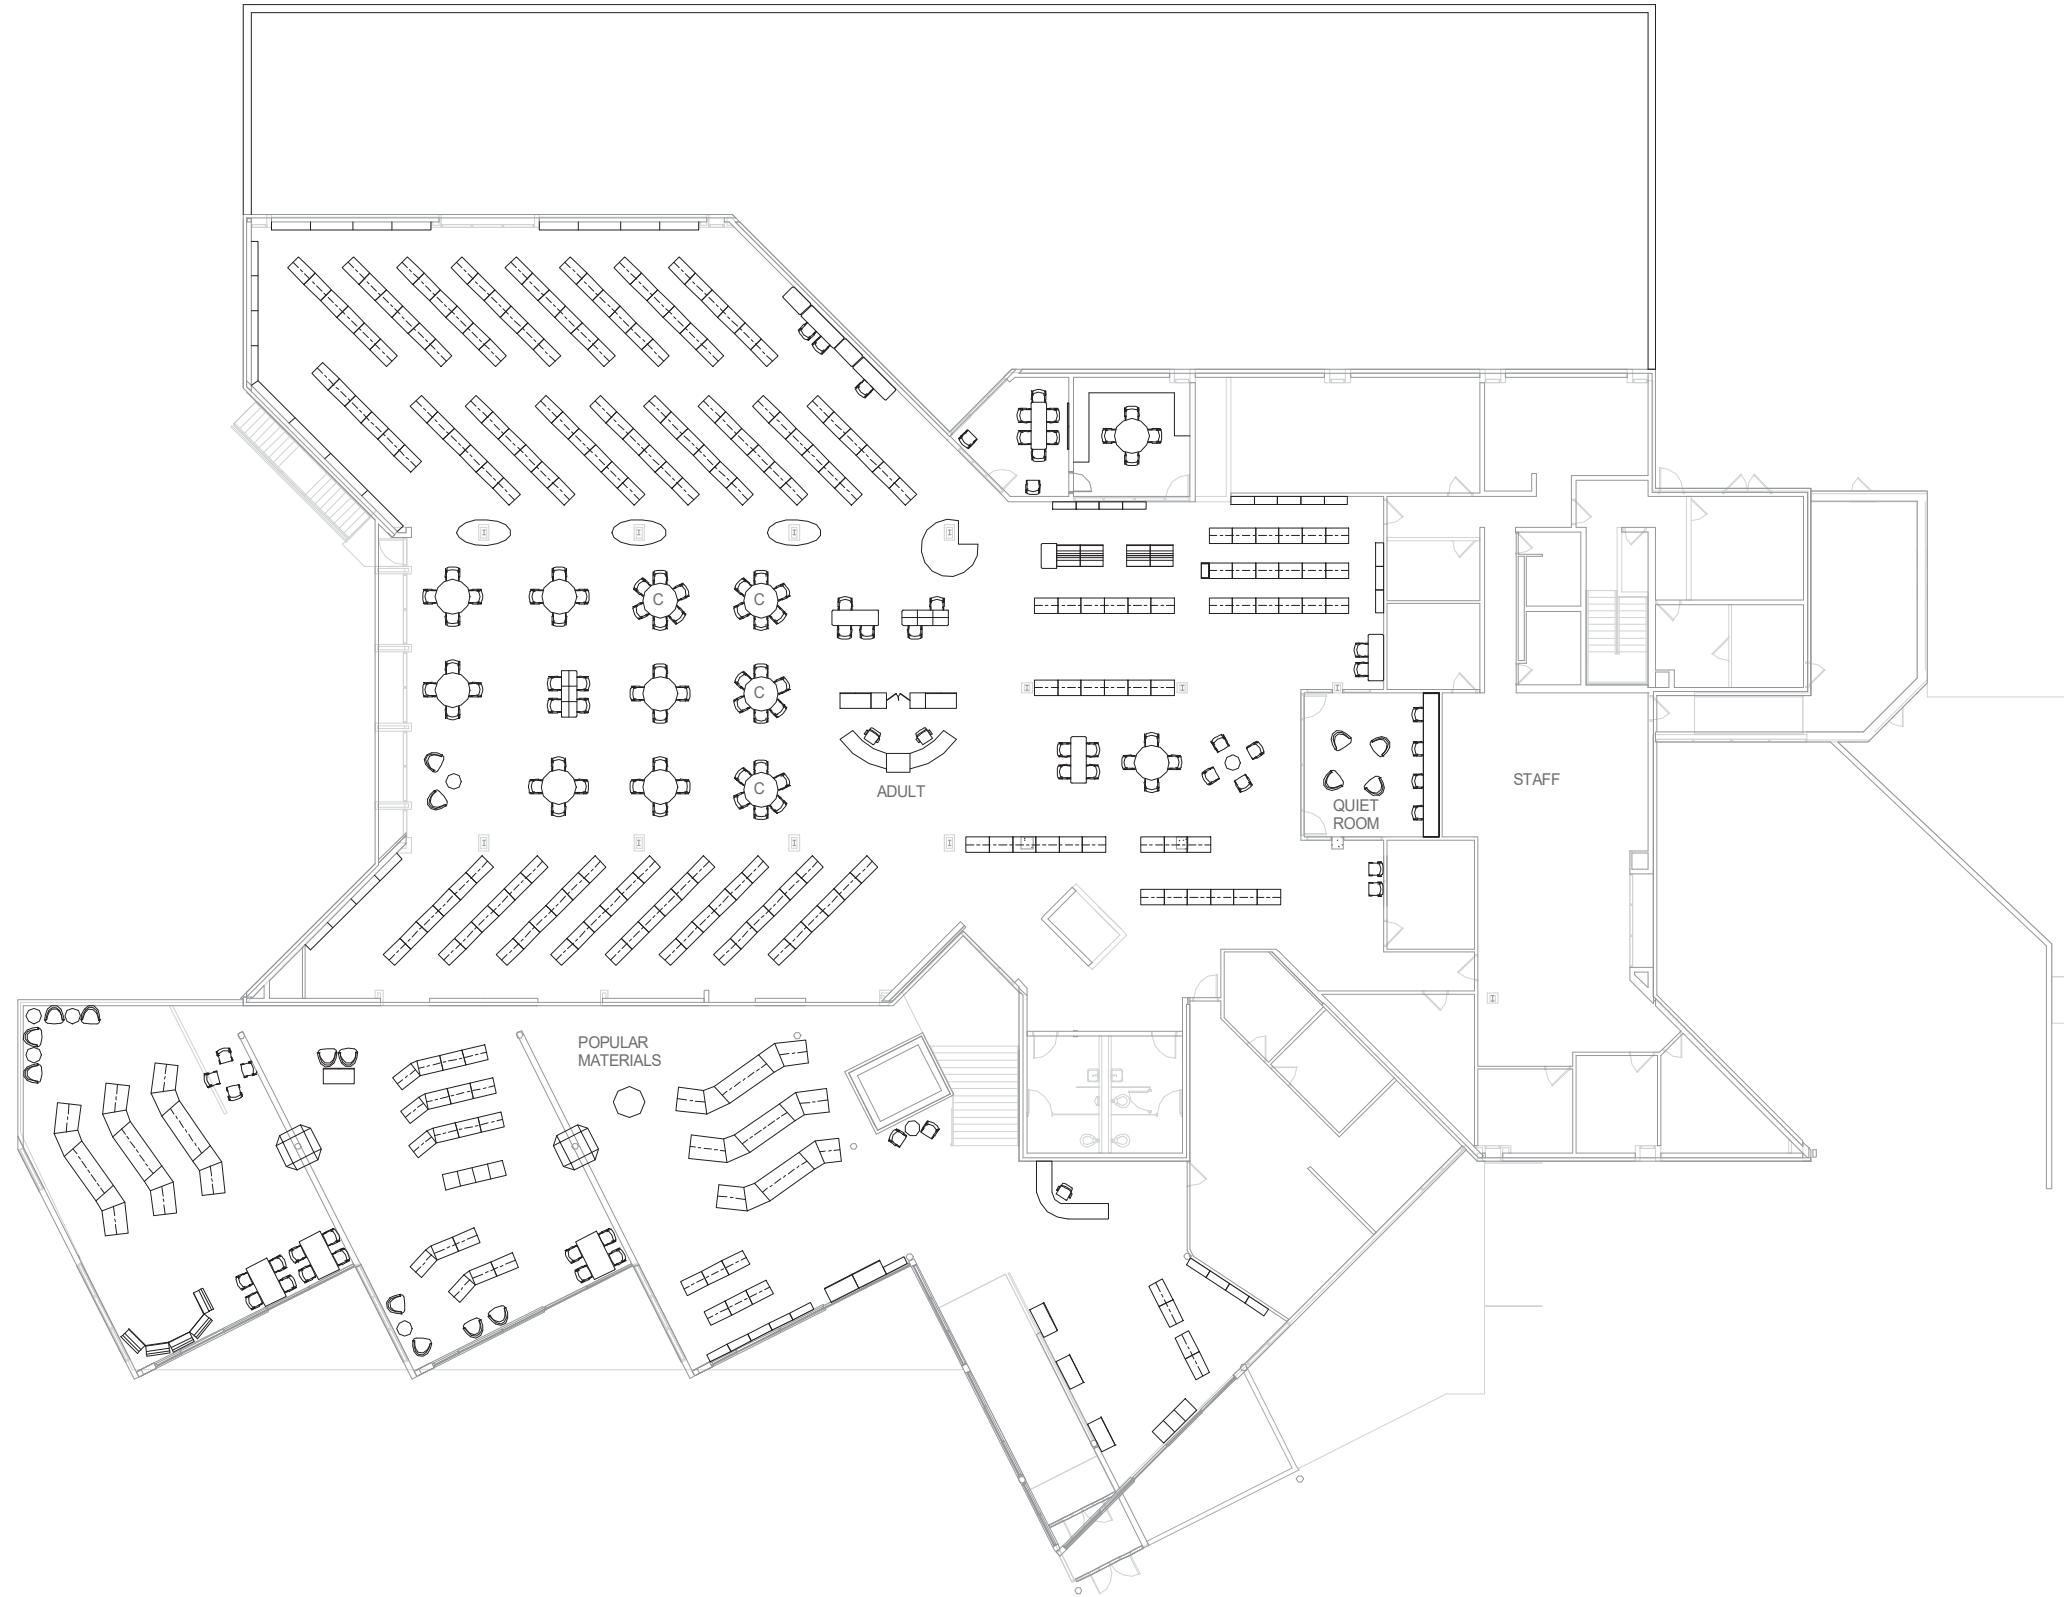 C
C
C
C
ADULT
STAFF
QUIET
ROOM
POPULAR
MATERIALS